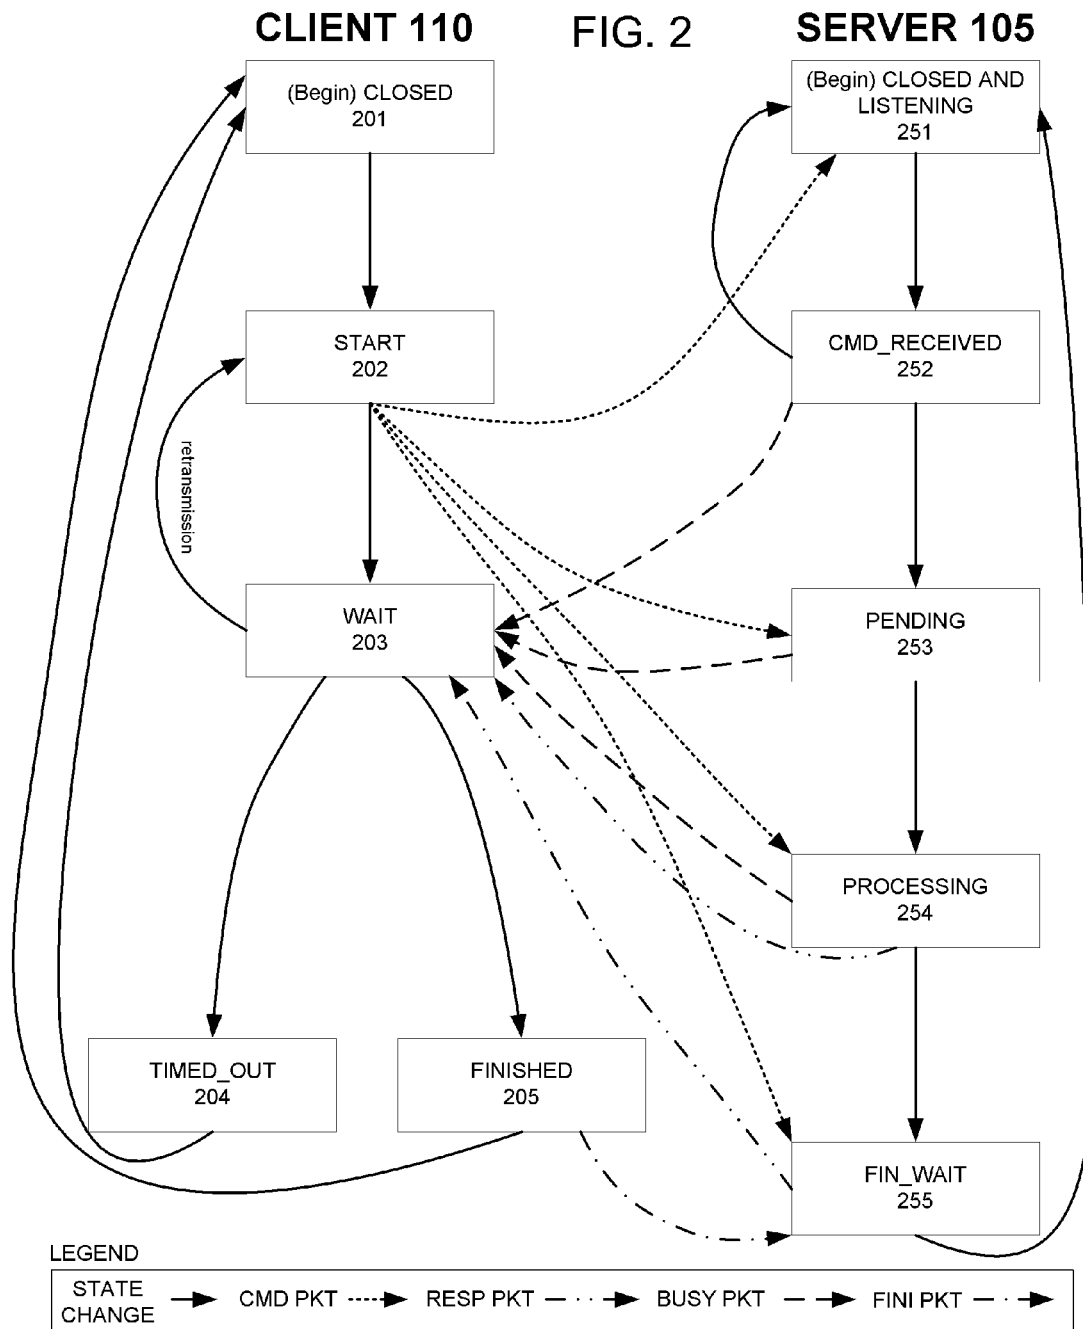 CLIENT 110
FIG. 2
SERVER 105
(Begin) CLOSED
201
(Begin) CLOSED AND
LISTENING
251
START
202
CMD_RECEIVED
252
retransmission
WAIT
203
PENDING
253
PROCESSING
254
TIMED_OUT
204
FINISHED
205
FIN_WAIT
255
LEGEND
STATE
CHANGE
CMD PKT
RESP PKT
BUSY PKT
FINI PKT